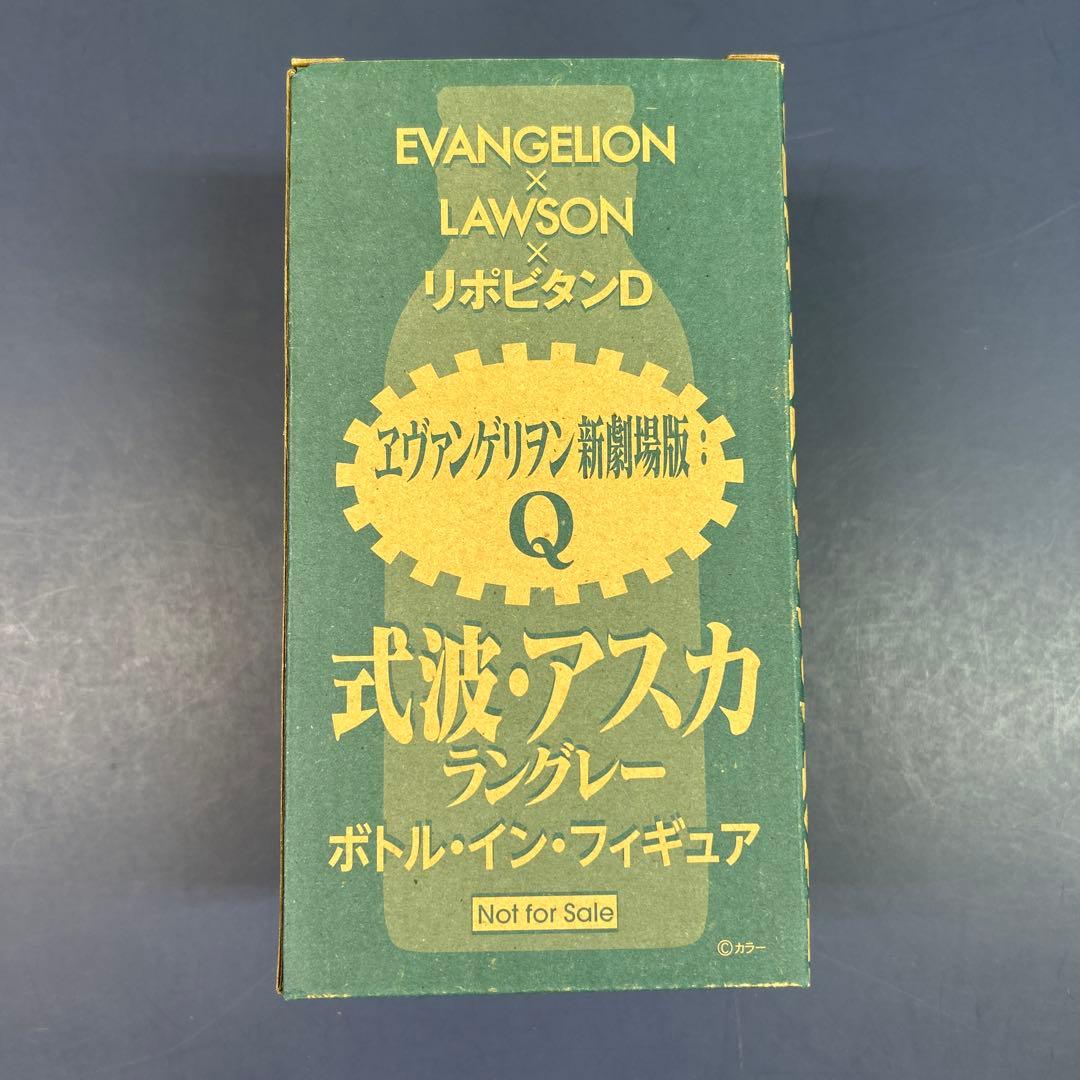 EVANGELION
×
LAWSON
×
リポビタンD
ヱヴァンゲリヲン新劇場版:
Q
式波・アスカ
ラングレー
ボトル・イン・フィギュア
Not for Sale
©カラー